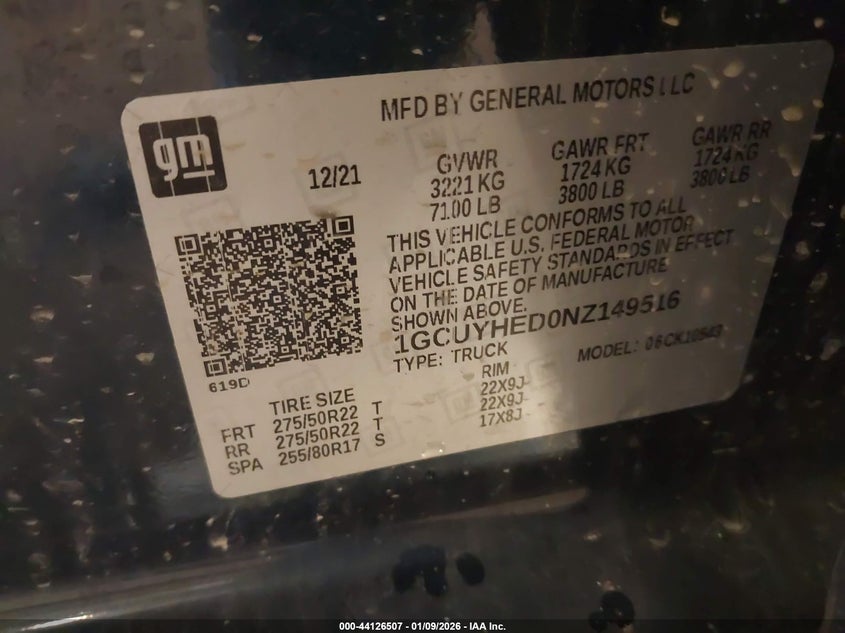 MFD BY GENERAL MOTORS LLC
gm
12/21
GVWR GAWR FRT GAWR RR
3221 KG 1724 KG 1724 KG
7100 LB 3800 LB 3800 LB
THIS VEHICLE CONFORMS TO ALL
APPLICABLE U.S. FEDERAL MOTOR
VEHICLE SAFETY STANDARDS IN EFFECT
ON THE DATE OF MANUFACTURE
SHOWN ABOVE.
1GCUYHED0NZ149516
TYPE: TRUCK MODEL: 06CK10543
619D
TIRE SIZE RIM
FRT 275/50R22 T 22X9J
RR 275/50R22 T 22X9J
SPA 255/80R17 S 17X8J
000-44126507 - 01/09/2026 - IAA Inc.